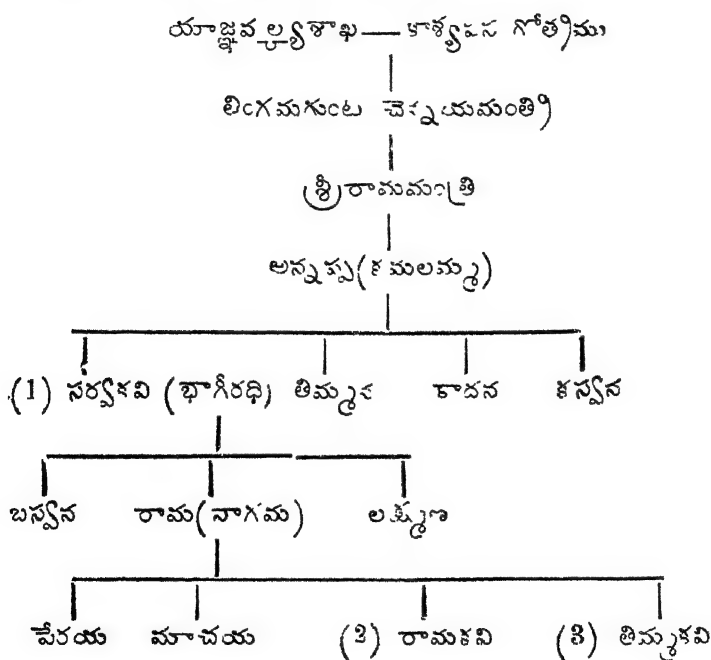 యాజ్ఞవల్క్యశాఖ — కాశ్యపస గోత్రము
లింగమగుంట చెన్నయమంత్రి
శ్రీరామమంత్రి
అన్నప్ప(కమలమ్మ)
(1) సర్వకవి (భాగీరధి) తిమ్మన కాదన కస్వన
బస్వన రామ(నాగమ) లక్ష్మణ
పేరయ మాచయ (2) రామకవి (3) తిమ్మకవి